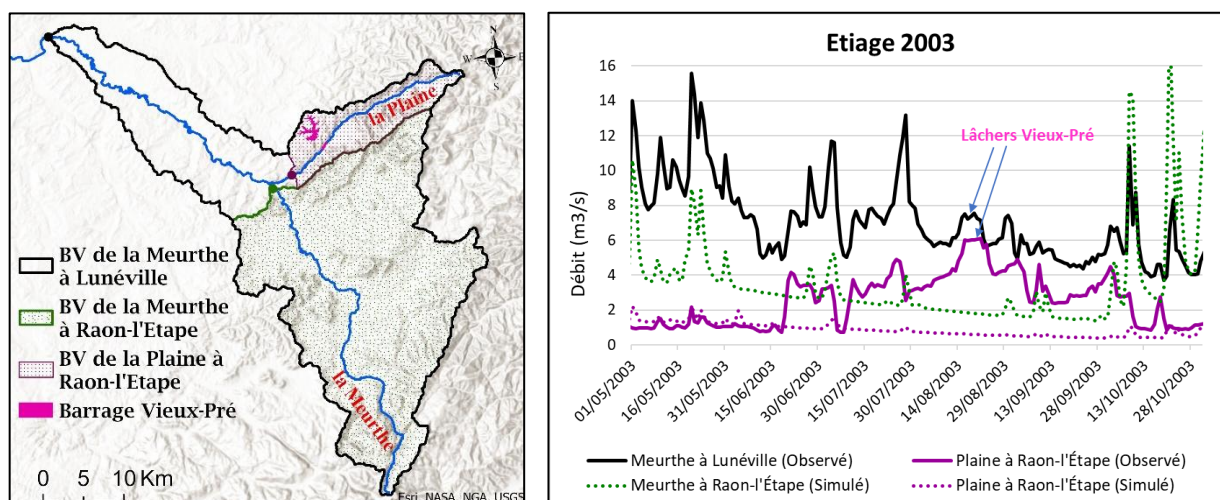 N
W
E
S
la Plaine
la Meurthe
BV de la Meurthe
à Lunéville
BV de la Meurthe
à Raon-l'Etape
BV de la Plaine à
Raon-l'Etape
Barrage Vieux-Pré
0 5 10 Km
Esri, NASA, NGA, USGS
Etiage 2003
Débit (m3/s)
16
14
12
10
8
6
4
2
0
Lâchers Vieux-Pré
01/05/2003
16/05/2003
31/05/2003
15/06/2003
30/06/2003
15/07/2003
30/07/2003
14/08/2003
29/08/2003
13/09/2003
28/09/2003
13/10/2003
28/10/2003
Meurthe à Lunéville (Observé)
Plaine à Raon-l'Étape (Observé)
Meurthe à Raon-l'Étape (Simulé)
Plaine à Raon-l'Étape (Simulé)